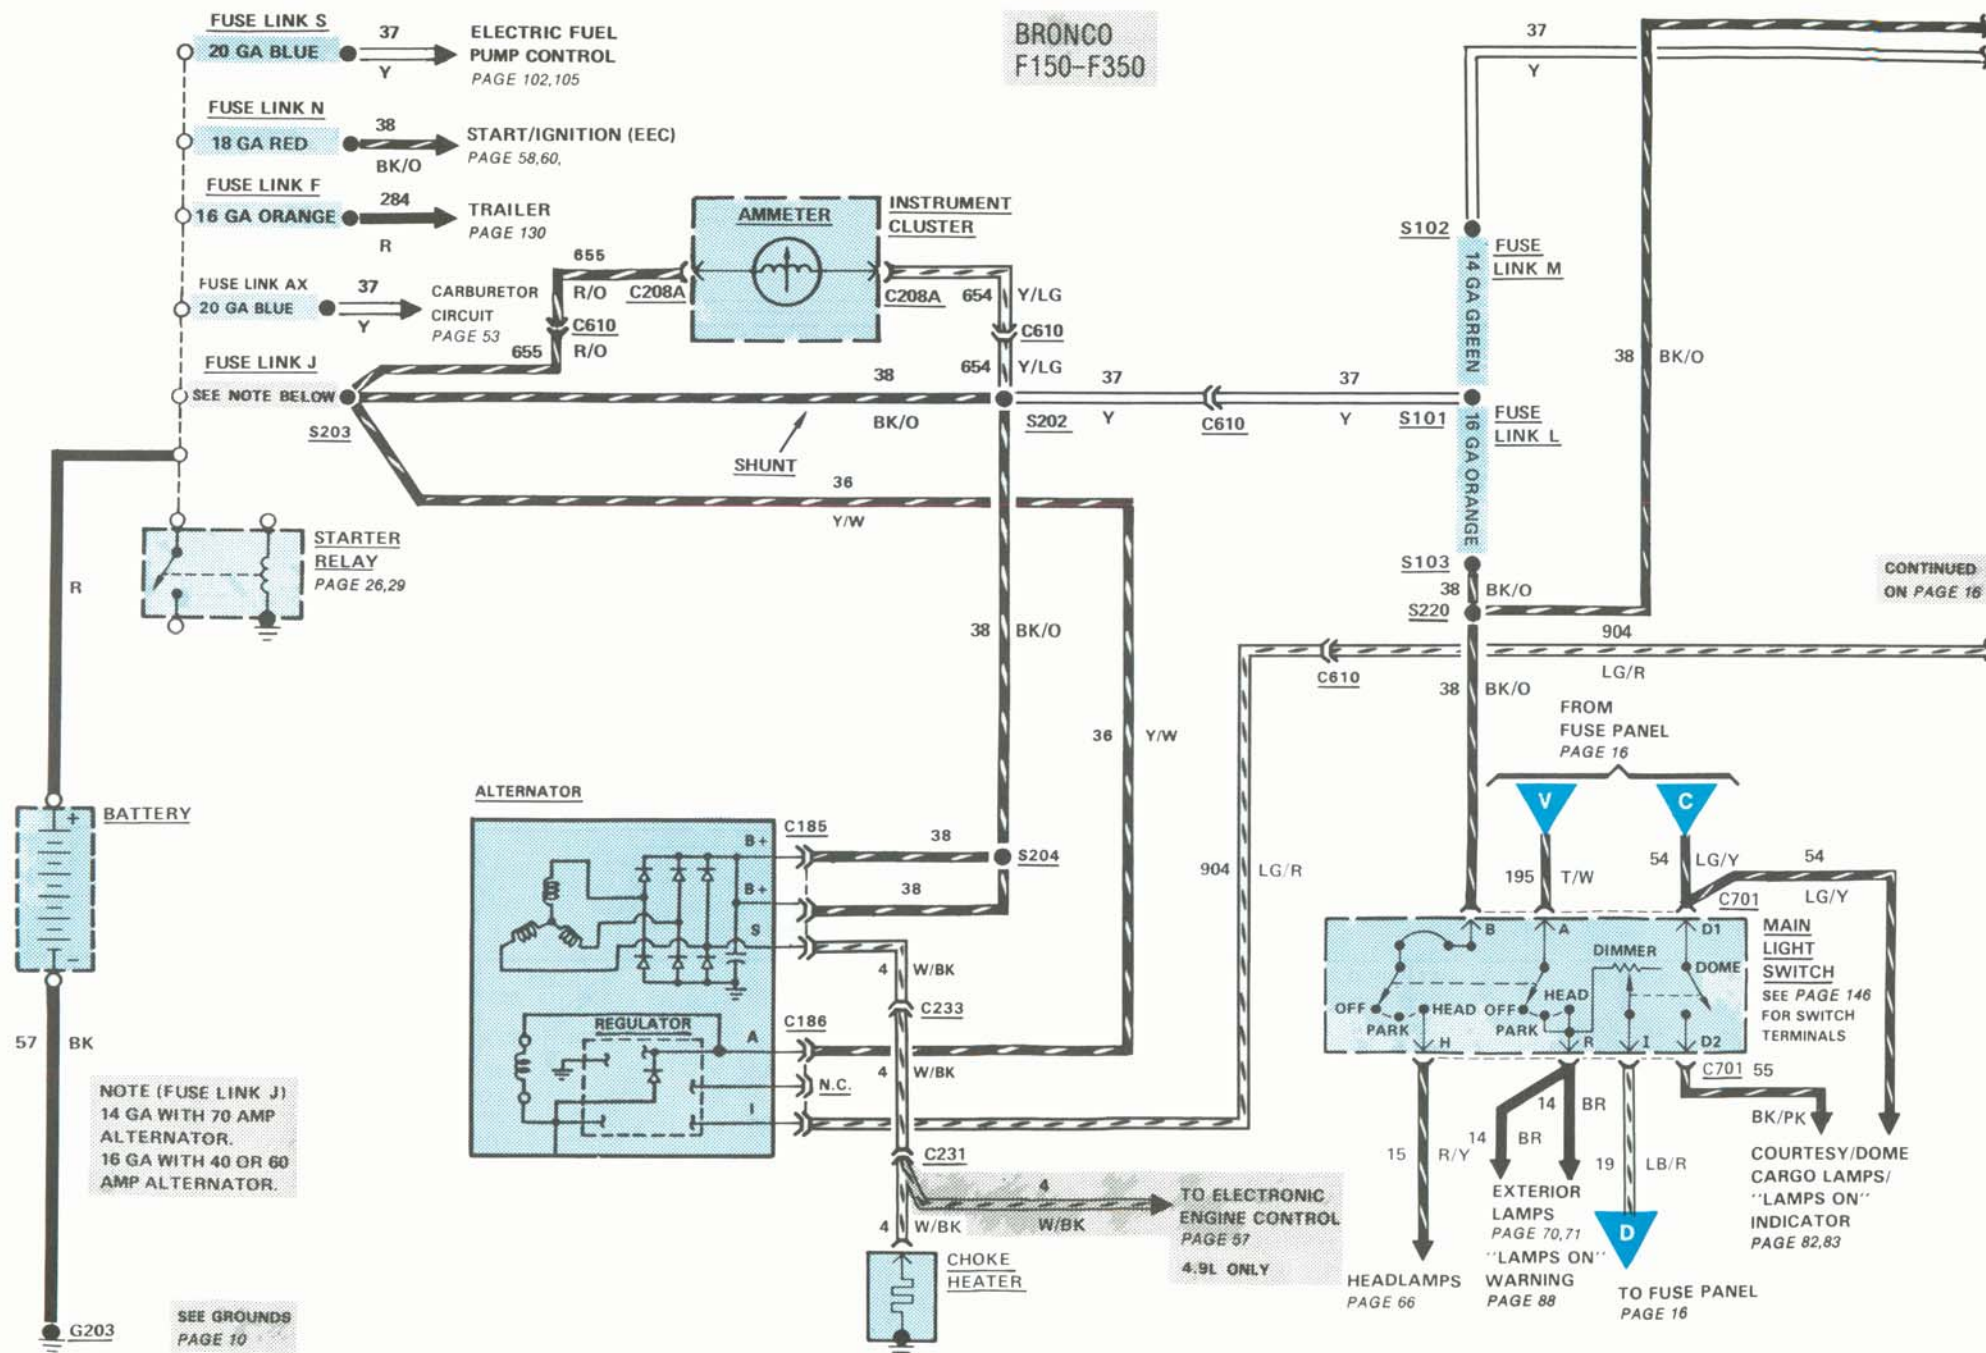 BRONCO
F150-F350
FUSE LINK S
20 GA BLUE
37
Y
ELECTRIC FUEL
PUMP CONTROL
PAGE 102,105
FUSE LINK N
18 GA RED
38
BK/O
START/IGNITION (EEC)
PAGE 58,60,
FUSE LINK F
16 GA ORANGE
284
R
TRAILER
PAGE 130
FUSE LINK AX
20 GA BLUE
37
Y
CARBURETOR
CIRCUIT
PAGE 53
FUSE LINK J
SEE NOTE BELOW
S203
655
R/O
C610
655
R/O
C208A
AMMETER
INSTRUMENT
CLUSTER
C208A
654
Y/LG
C610
654
Y/LG
38
BK/O
SHUNT
S202
37
Y
C610
37
Y
S101
36
Y/W
37
Y
S102
FUSE
LINK M
14 GA GREEN
FUSE
LINK L
16 GA ORANGE
S103
38
BK/O
S220
38
BK/O
38
BK/O
CONTINUED
ON PAGE 16
904
LG/R
C610
STARTER
RELAY
PAGE 26,29
R
BATTERY
+
-
57
BK
G203
NOTE (FUSE LINK J)
14 GA WITH 70 AMP
ALTERNATOR.
16 GA WITH 40 OR 60
AMP ALTERNATOR.
SEE GROUNDS
PAGE 10
38
BK/O
36
Y/W
ALTERNATOR
B+
C185
38
S204
B+
38
S
4
W/BK
C233
REGULATOR
A
C186
4
W/BK
N.C.
I
904
LG/R
C231
4
W/BK
4
W/BK
TO ELECTRONIC
ENGINE CONTROL
PAGE 57
4.9L ONLY
CHOKE
HEATER
FROM
FUSE PANEL
PAGE 16
V
C
195
T/W
54
LG/Y
54
LG/Y
C701
B
A
D1
MAIN
LIGHT
SWITCH
SEE PAGE 146
FOR SWITCH
TERMINALS
DIMMER
DOME
OFF
PARK
HEAD
OFF
PARK
HEAD
H
R
I
D2
C701
55
BK/PK
15
R/Y
14
BR
14
BR
19
LB/R
D
HEADLAMPS
PAGE 66
EXTERIOR
LAMPS
PAGE 70,71
"LAMPS ON"
WARNING
PAGE 88
TO FUSE PANEL
PAGE 16
COURTESY/DOME
CARGO LAMPS/
"LAMPS ON"
INDICATOR
PAGE 82,83